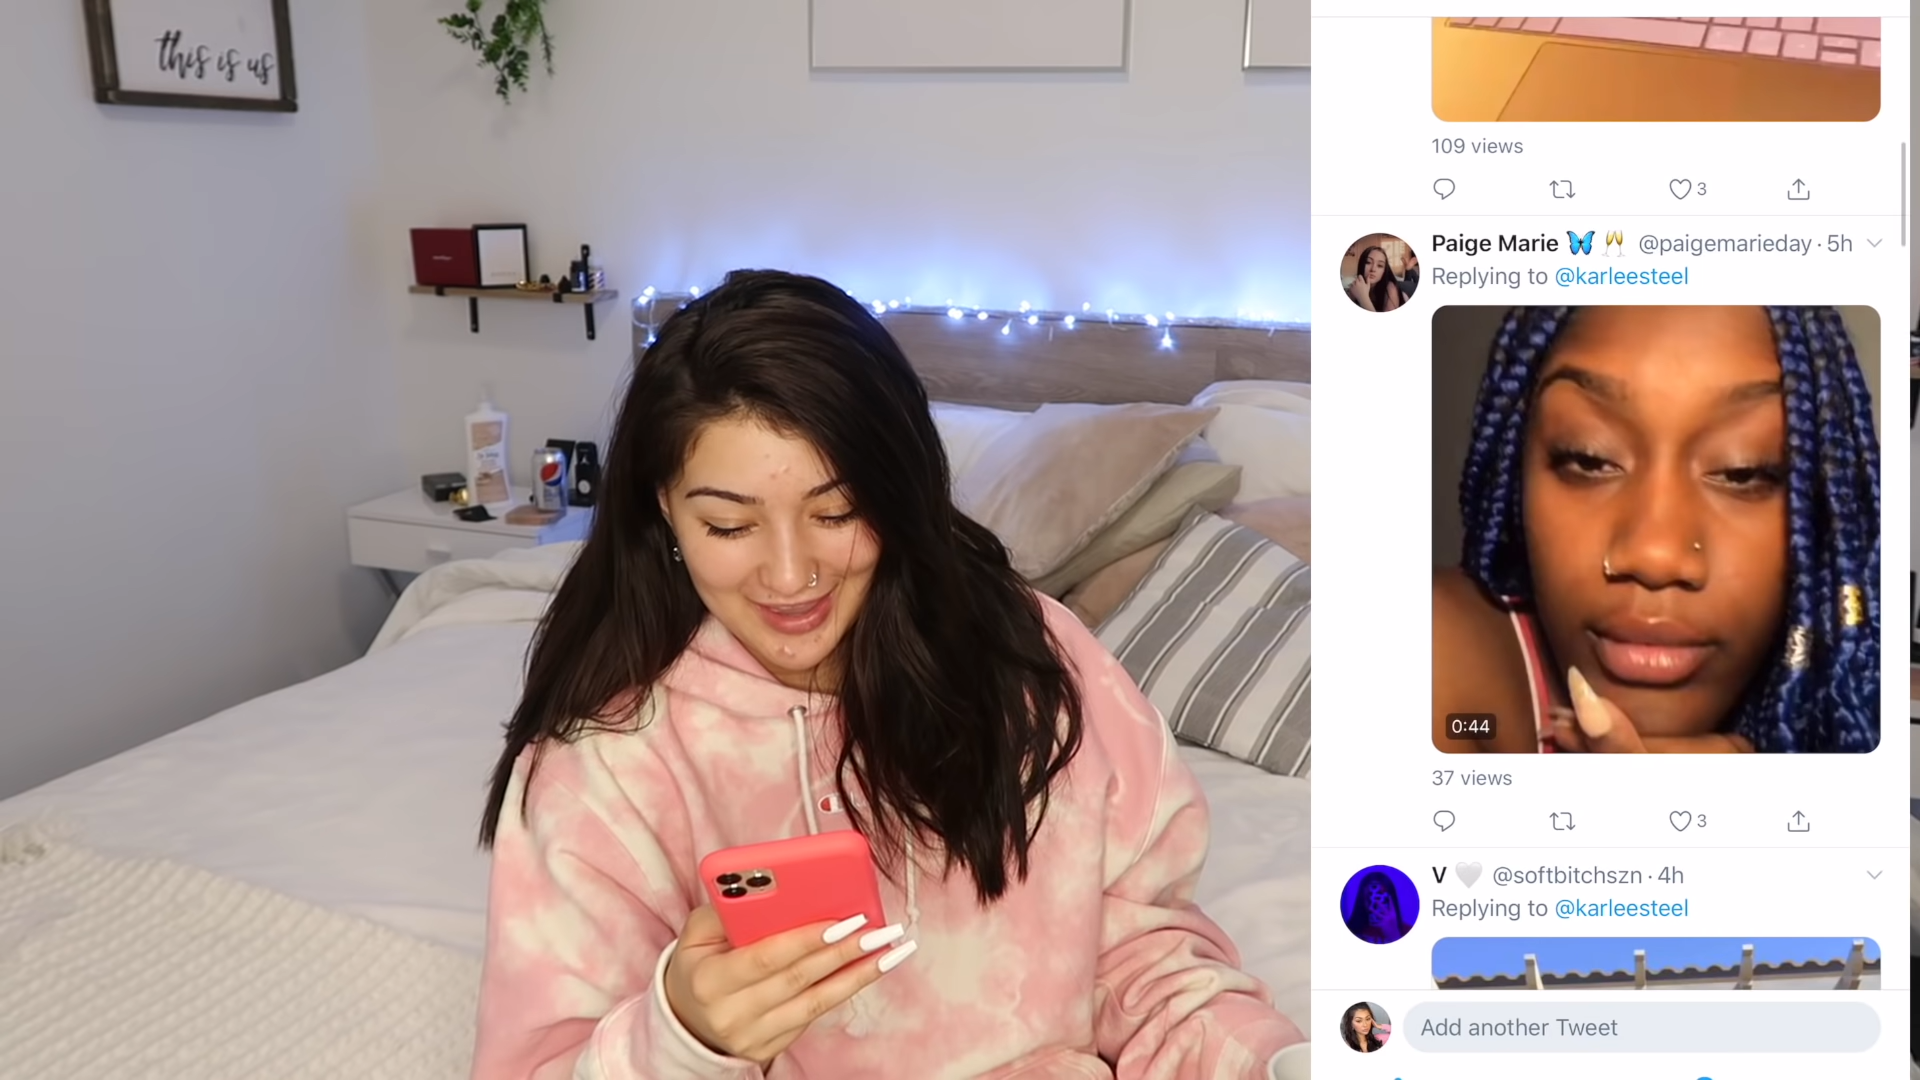 this is us
109 views
3
Paige Marie 🦋 🥂 @paigemarieday · 5h
Replying to @karleesteel
0:44
37 views
3
V 🤍 @softbitchszn · 4h
Replying to @karleesteel
Add another Tweet